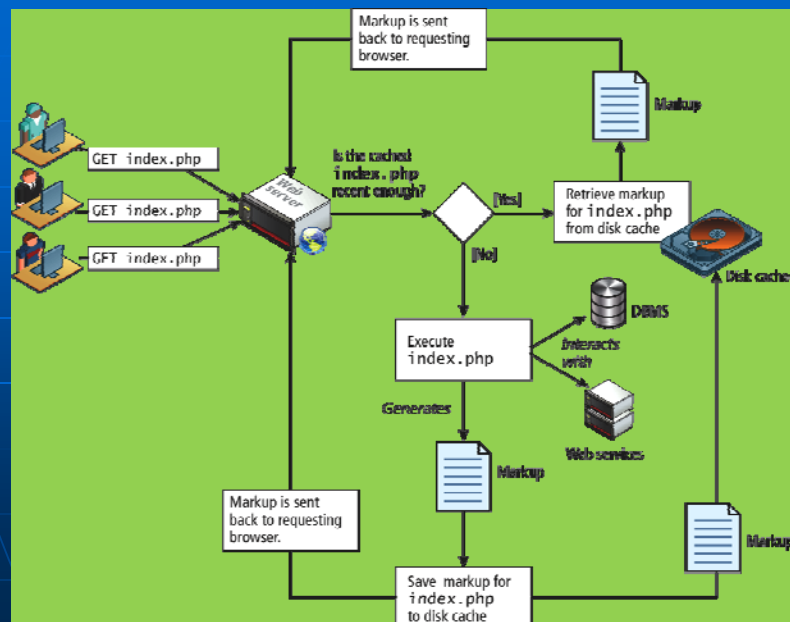 Markup is sent
back to requesting
browser.
Markup
GET index.php
GET index.php
GET index.php
Web
server
Is the cached
index.php
recent enough?
[Yes]
Retrieve markup
for index.php
from disk cache
Disk cache
[No]
Execute
index.php
DBMS
Interacts
with
Web services
Generates
Markup
Markup is sent
back to requesting
browser.
Markup
Save markup for
index.php
to disk cache